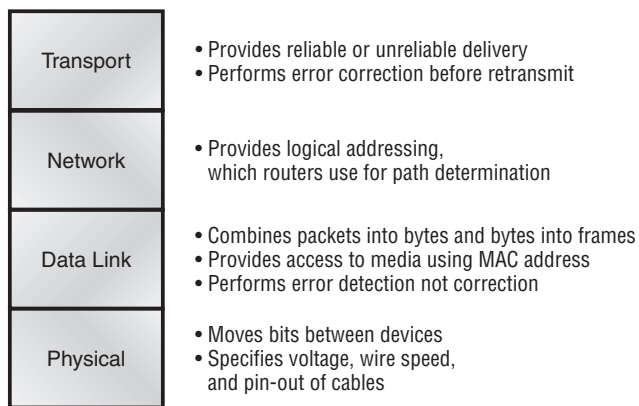 Transport
• Provides reliable or unreliable delivery
• Performs error correction before retransmit
Network
• Provides logical addressing,
which routers use for path determination
Data Link
• Combines packets into bytes and bytes into frames
• Provides access to media using MAC address
• Performs error detection not correction
Physical
• Moves bits between devices
• Specifies voltage, wire speed,
and pin-out of cables